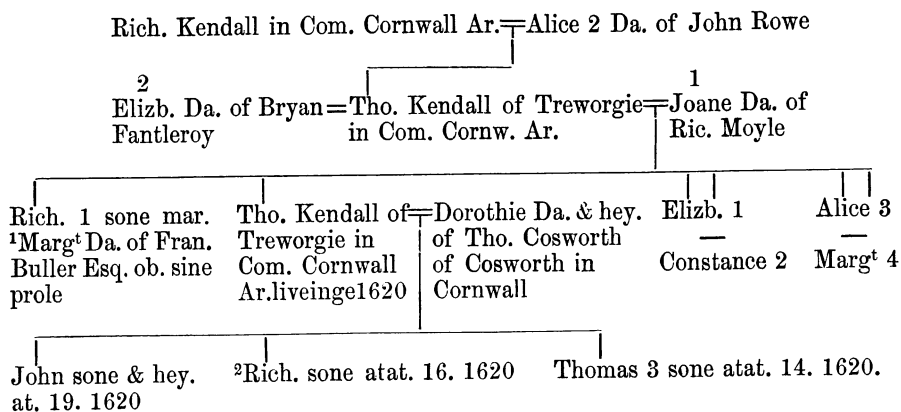 Rich. Kendall in Com. Cornwall Ar.=Alice 2 Da. of John Rowe
2
1
Elizb. Da. of Bryan=Tho. Kendall of Treworgie=Joane Da. of
Fantleroy
in Com. Cornw. Ar.
Ric. Moyle
Rich. 1 sone mar.
¹Margᵗ Da. of Fran.
Buller Esq. ob. sine
prole
Tho. Kendall of=Dorothie Da. & hey.
Treworgie in
Com. Cornwall
Ar.liveinge1620
of Tho. Cosworth
of Cosworth in
Cornwall
Elizb. 1
—
Constance 2
Alice 3
—
Margᵗ 4
John sone & hey.
at. 19. 1620
²Rich. sone atat. 16. 1620
Thomas 3 sone atat. 14. 1620.